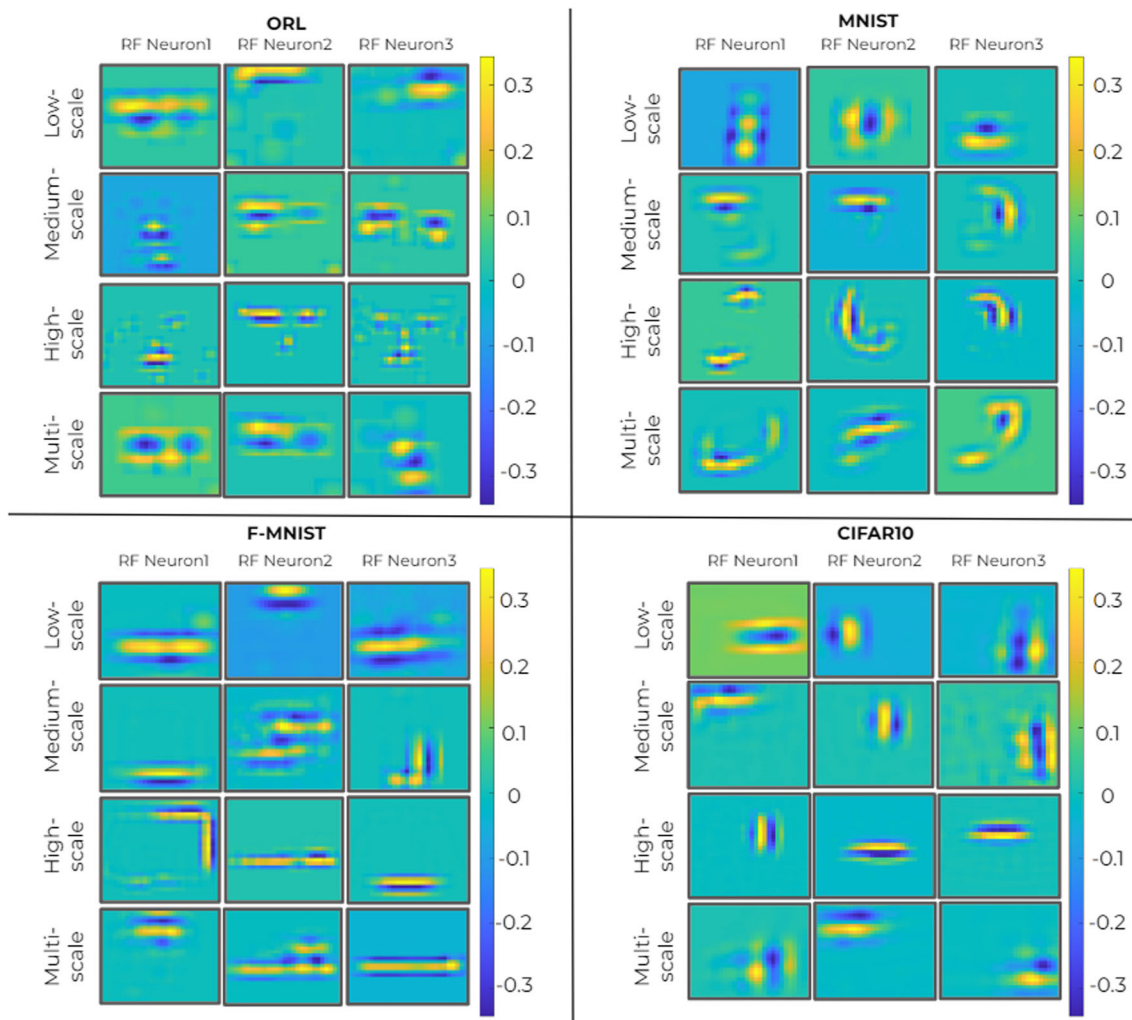 ORL
RF Neuron1 RF Neuron2 RF Neuron3
Low-
scale
Medium-
scale
High-
scale
Multi-
scale
0.3
0.2
0.1
0
-0.1
-0.2
-0.3
MNIST
RF Neuron1 RF Neuron2 RF Neuron3
Low-
scale
Medium-
scale
High-
scale
Multi-
scale
0.3
0.2
0.1
0
-0.1
-0.2
-0.3
F-MNIST
RF Neuron1 RF Neuron2 RF Neuron3
Low-
scale
Medium-
scale
High-
scale
Multi-
scale
0.3
0.2
0.1
0
-0.1
-0.2
-0.3
CIFAR10
RF Neuron1 RF Neuron2 RF Neuron3
Low-
scale
Medium-
scale
High-
scale
Multi-
scale
0.3
0.2
0.1
0
-0.1
-0.2
-0.3